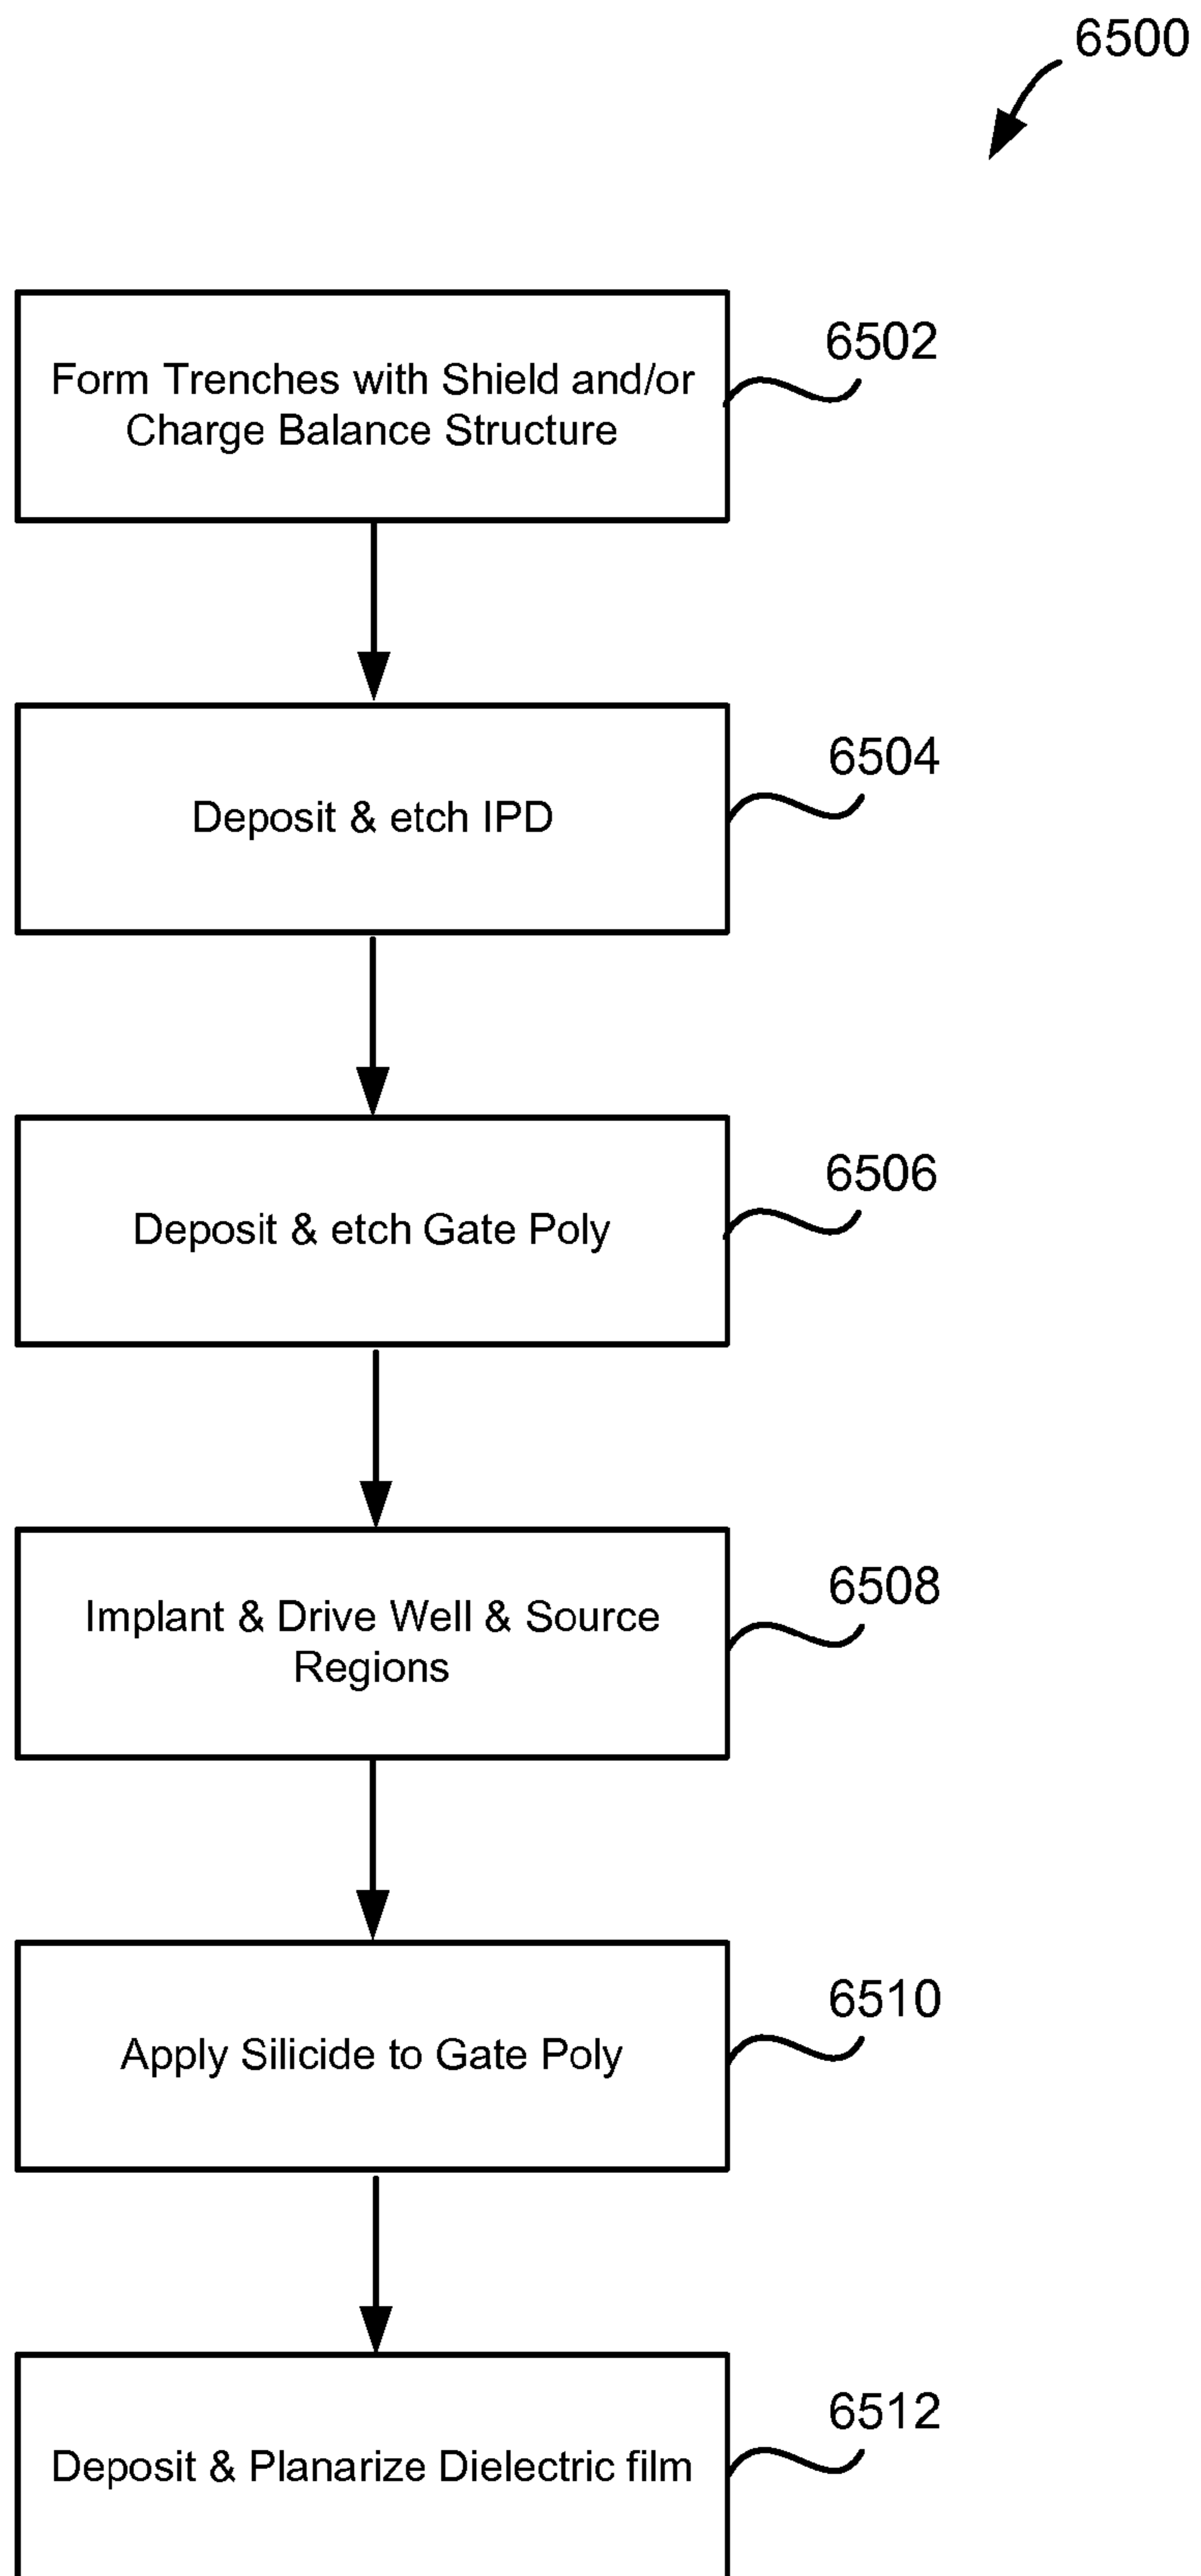 6500
6502
Form Trenches with Shield and/or
Charge Balance Structure
6504
Deposit & etch IPD
6506
Deposit & etch Gate Poly
6508
Implant & Drive Well & Source
Regions
6510
Apply Silicide to Gate Poly
6512
Deposit & Planarize Dielectric film